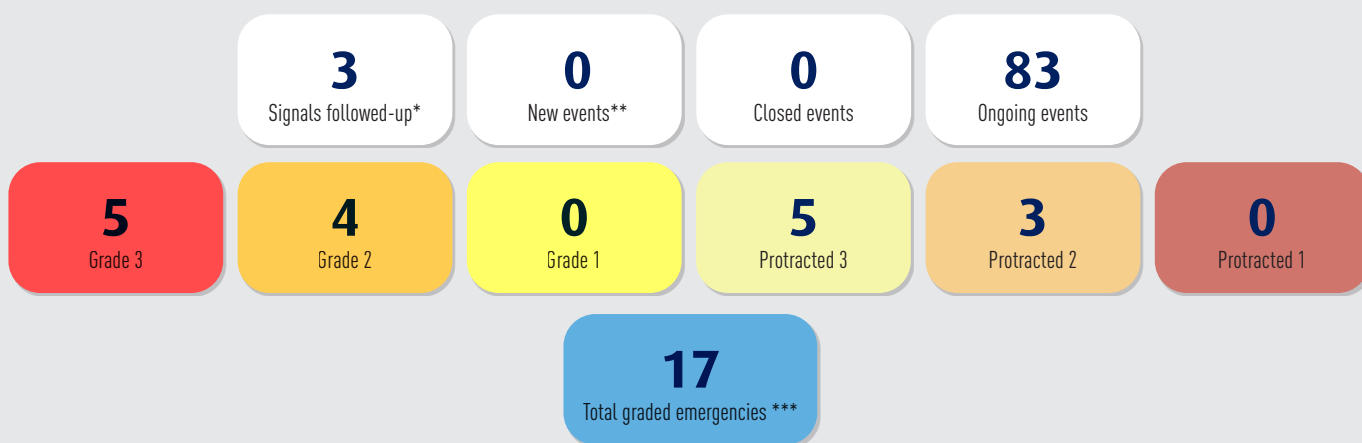 3
Signals followed-up*
0
New events**
0
Closed events
83
Ongoing events
5
Grade 3
4
Grade 2
0
Grade 1
5
Protracted 3
3
Protracted 2
0
Protracted 1
17
Total graded emergencies ***